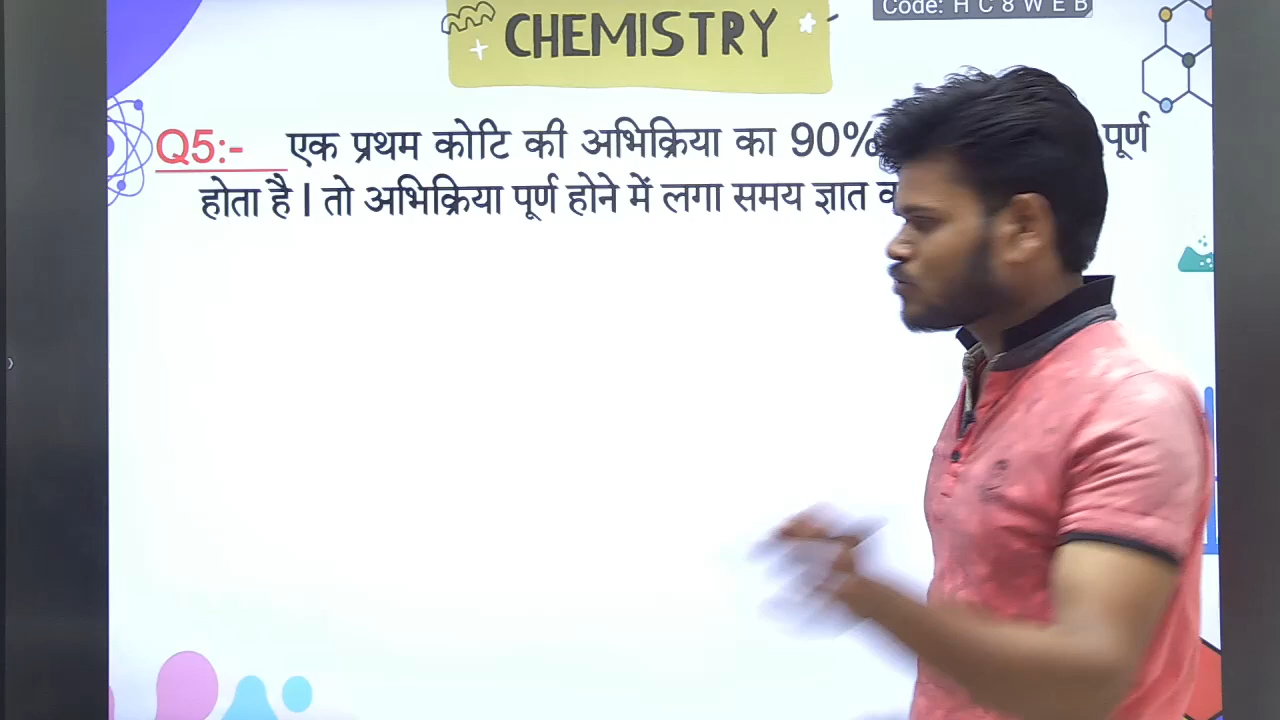 Code: H C 8 W E B
CHEMISTRY
Q5:- एक प्रथम कोटि की अभिक्रिया का 90% पूर्ण
होता है | तो अभिक्रिया पूर्ण होने में लगा समय ज्ञात